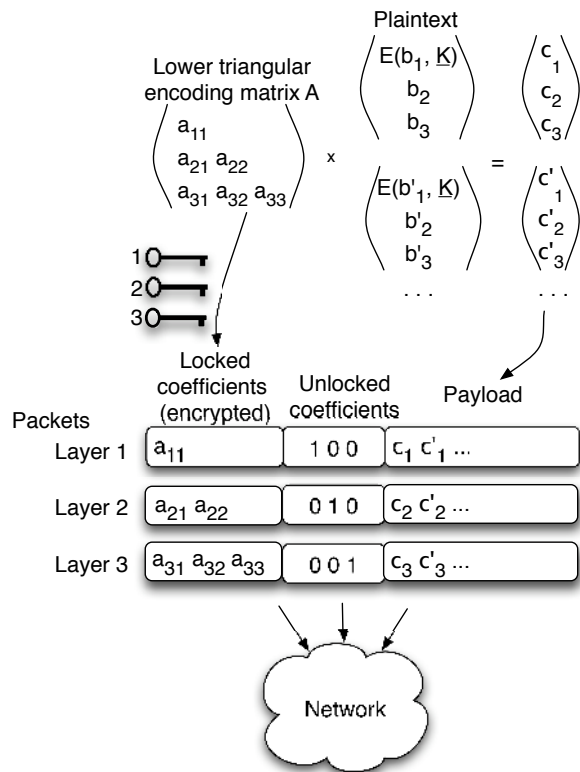 Plaintext
Lower triangular
encoding matrix A
a11
a21 a22
a31 a32 a33
x
E(b1, K)
b2
b3
E(b'1, K)
b'2
b'3
. . .
=
c1
c2
c3
c'1
c'2
c'3
. . .
1
2
3
Locked
coefficients
(encrypted)
Unlocked
coefficients
Payload
Packets
Layer 1 a11 1 0 0 c1 c'1 ...
Layer 2 a21 a22 0 1 0 c2 c'2 ...
Layer 3 a31 a32 a33 0 0 1 c3 c'3 ...
Network